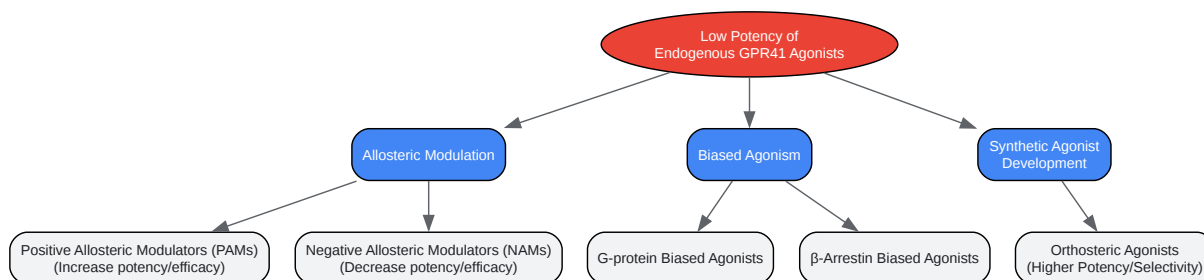 Low Potency of
Endogenous GPR41 Agonists
Allosteric Modulation
Biased Agonism
Synthetic Agonist
Development
Positive Allosteric Modulators (PAMs)
(Increase potency/efficacy)
Negative Allosteric Modulators (NAMs)
(Decrease potency/efficacy)
G-protein Biased Agonists
β-Arrestin Biased Agonists
Orthosteric Agonists
(Higher Potency/Selectivity)